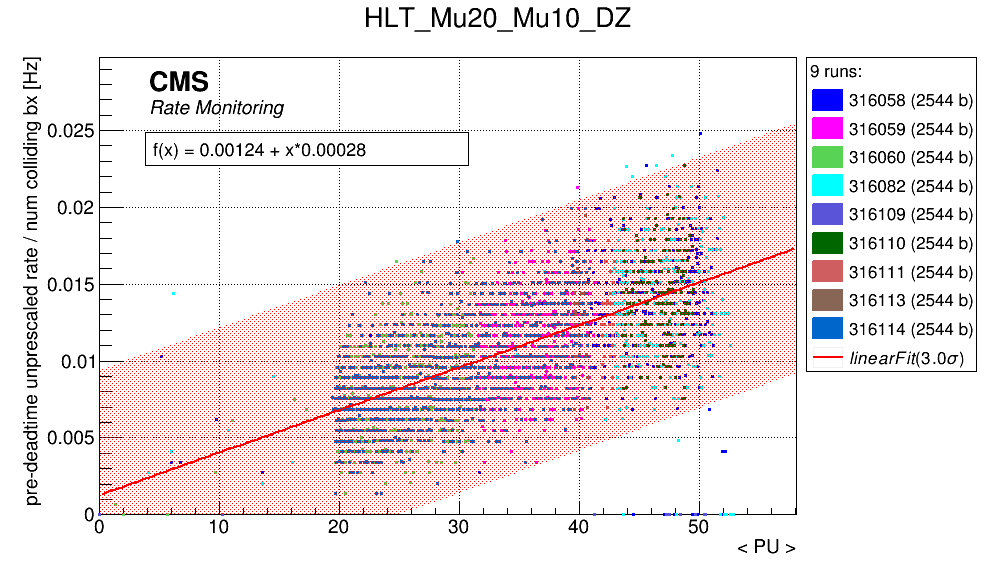 HLT_Mu20_Mu10_DZ
pre-deadtime unprescaled rate / num colliding bx [Hz]
CMS
Rate Monitoring
f(x) = 0.00124 + x*0.00028
0.025
0.02
0.015
0.01
0.005
0
0 10 20 30 40 50
< PU >
9 runs:
316058 (2544 b)
316059 (2544 b)
316060 (2544 b)
316082 (2544 b)
316109 (2544 b)
316110 (2544 b)
316111 (2544 b)
316113 (2544 b)
316114 (2544 b)
linearFit(3.0σ)